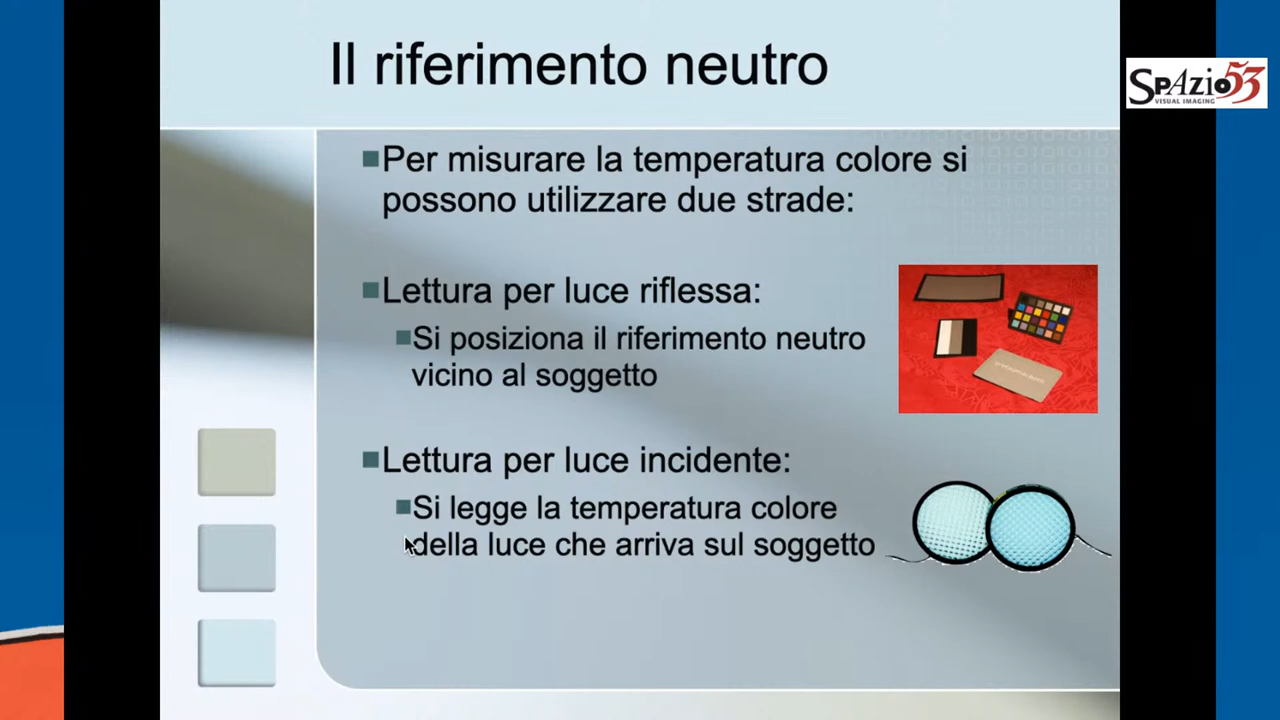 Il riferimento neutro
SPAZIO53
VISUAL IMAGING
Per misurare la temperatura colore si
possono utilizzare due strade:
Lettura per luce riflessa:
Si posiziona il riferimento neutro
vicino al soggetto
Lettura per luce incidente:
Si legge la temperatura colore
della luce che arriva sul soggetto